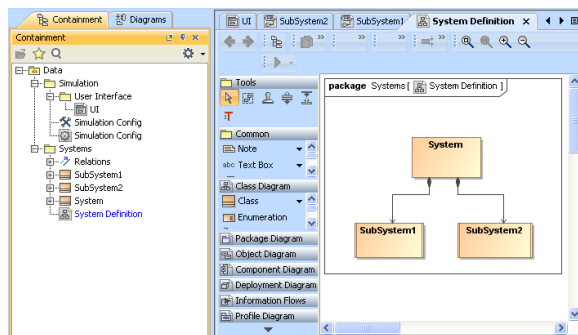 Containment
Diagrams
Containment
Data
Simulation
User Interface
UI
Simulation Config
Simulation Config
Systems
Relations
SubSystem1
SubSystem2
System
System Definition
UI
SubSystem2
SubSystem1
System Definition
Tools
Common
Note
abc Text Box
Class Diagram
Class
Enumeration
Package Diagram
Object Diagram
Component Diagram
Deployment Diagram
Information Flows
Profile Diagram
package Systems [ System Definition ]
System
SubSystem1
SubSystem2